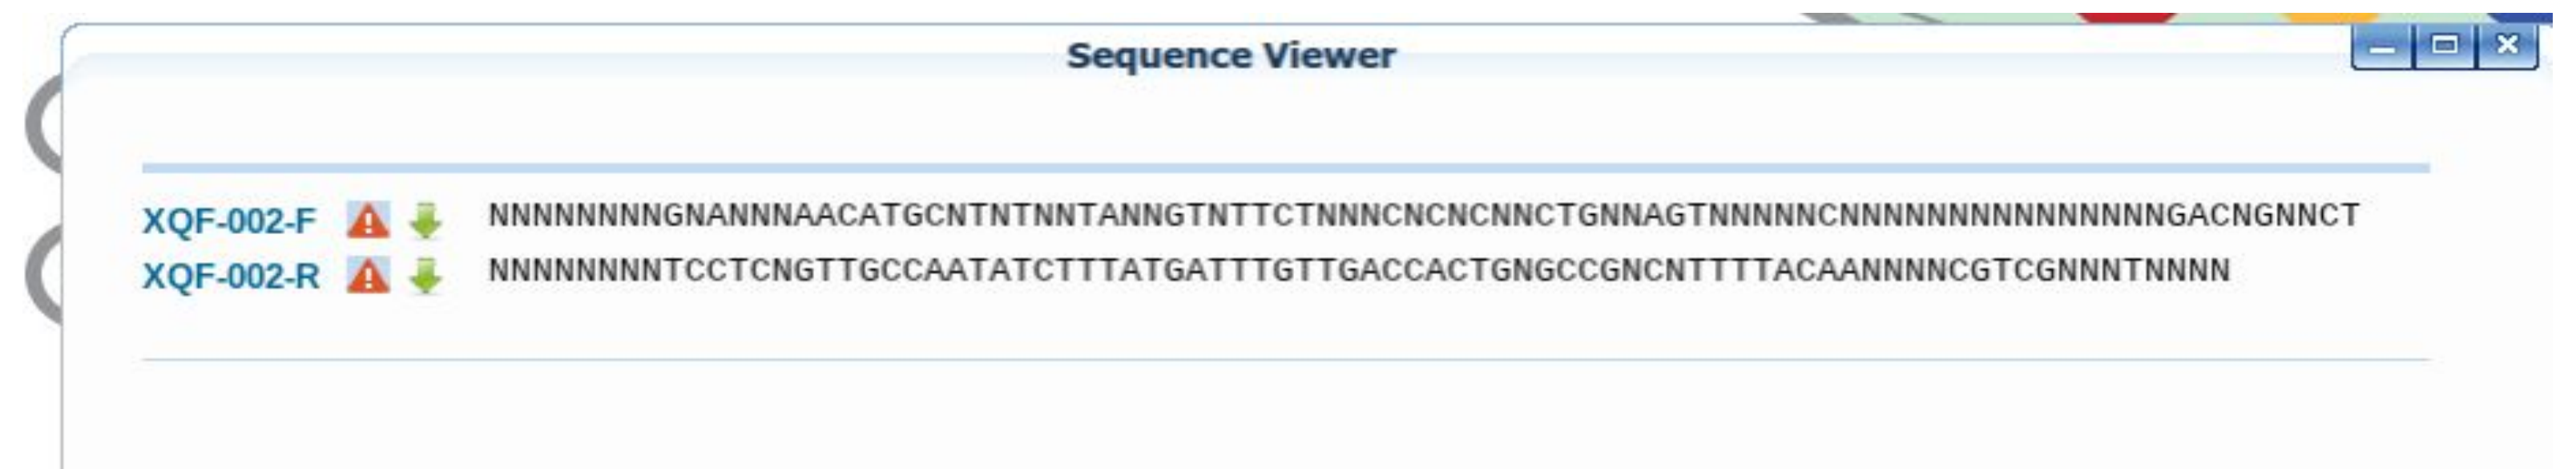 Sequence Viewer
XQF-002-F NNNNNNNNGNANNNAACATGCNTNTNNTANNGTNTTCTNNNCNCNCNNCTGNNAGTNNNNNCNNNNNNNNNNNNNNNGACNGNNCT
XQF-002-R NNNNNNNNTCCTCNGTTGCCAATATCTTTATGATTTGTTGACCACTGNGCCGNCNTTTTACAANNNNCGTCGNNNTNNNN